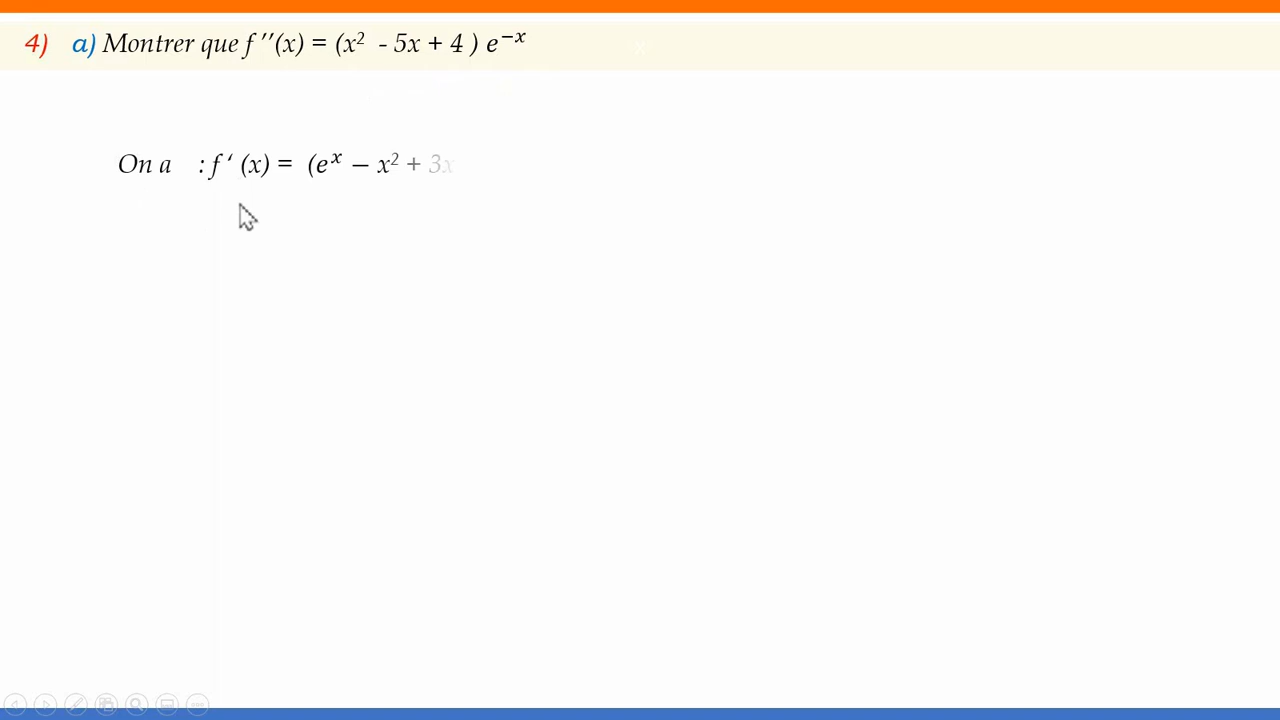 4) a) Montrer que f ′′(x) = (x² - 5x + 4 ) e⁻ˣ
On a : f ‘ (x) = (eˣ − x² + 3x